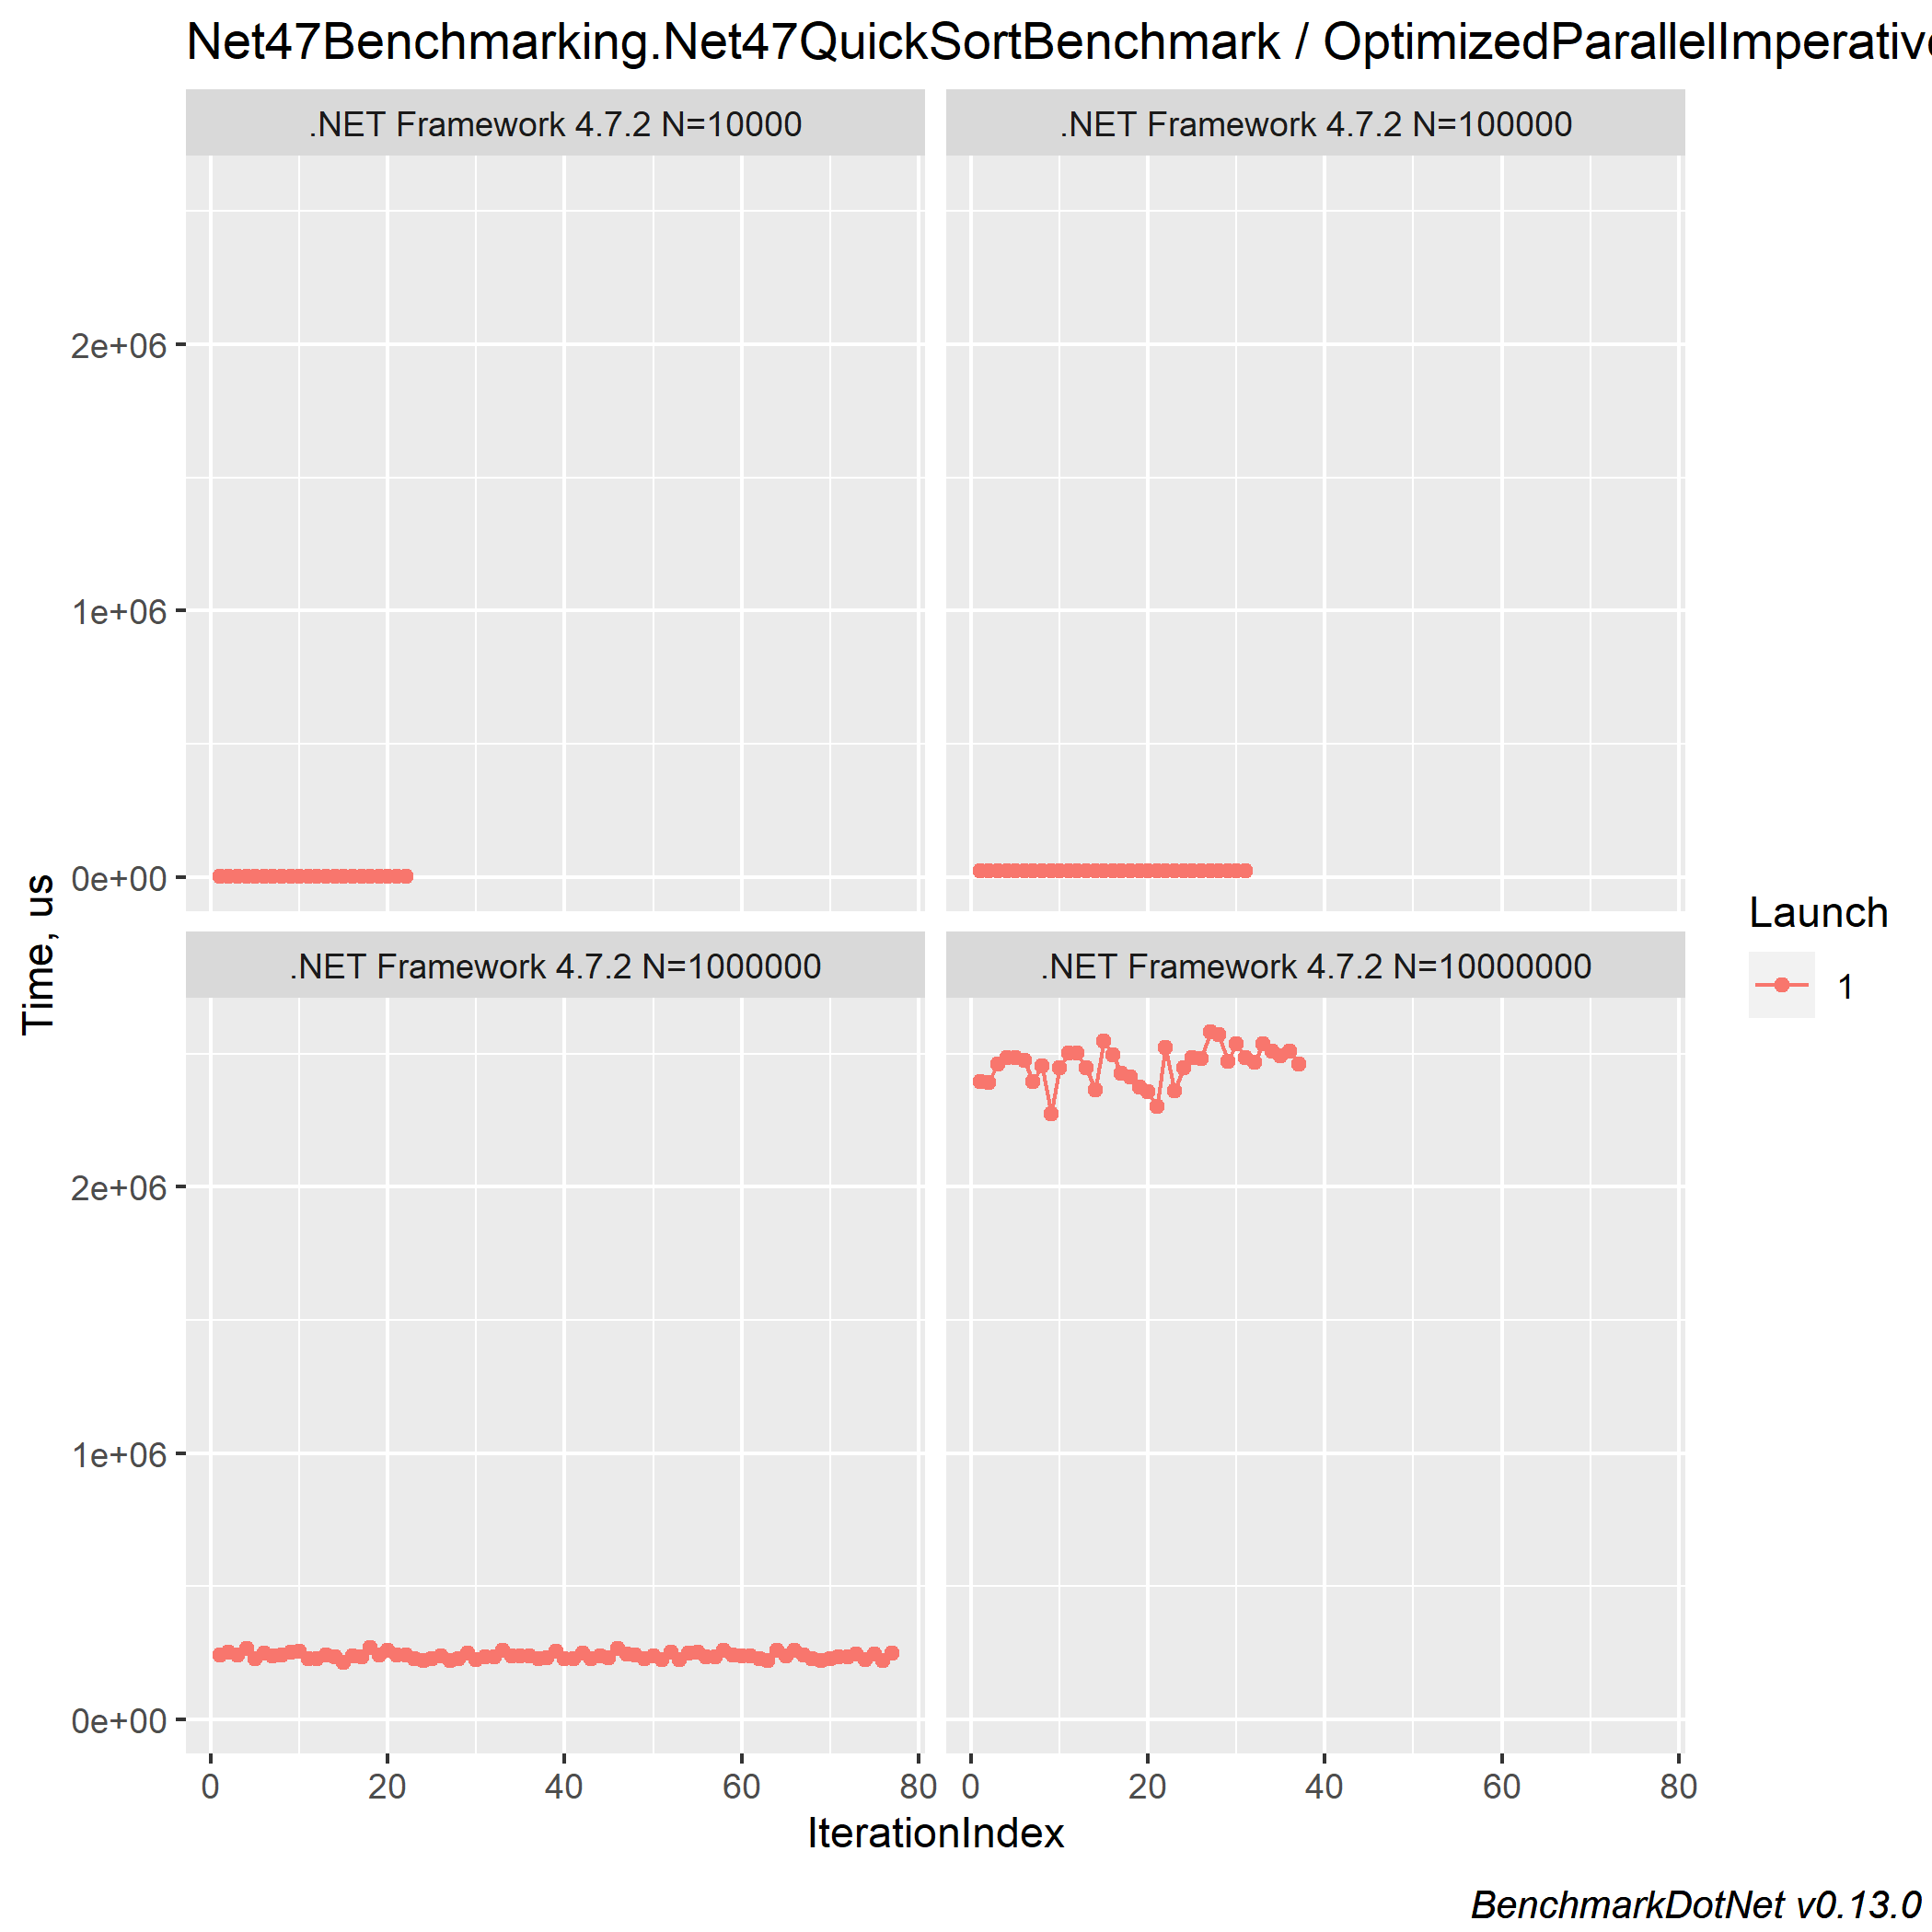 Net47Benchmarking.Net47QuickSortBenchmark / OptimizedParallelImperative
.NET Framework 4.7.2 N=10000
.NET Framework 4.7.2 N=100000
2e+06
1e+06
0e+00
.NET Framework 4.7.2 N=1000000
.NET Framework 4.7.2 N=10000000
2e+06
1e+06
0e+00
0 20 40 60 80
0 20 40 60 80
Time, us
IterationIndex
Launch
1
BenchmarkDotNet v0.13.0